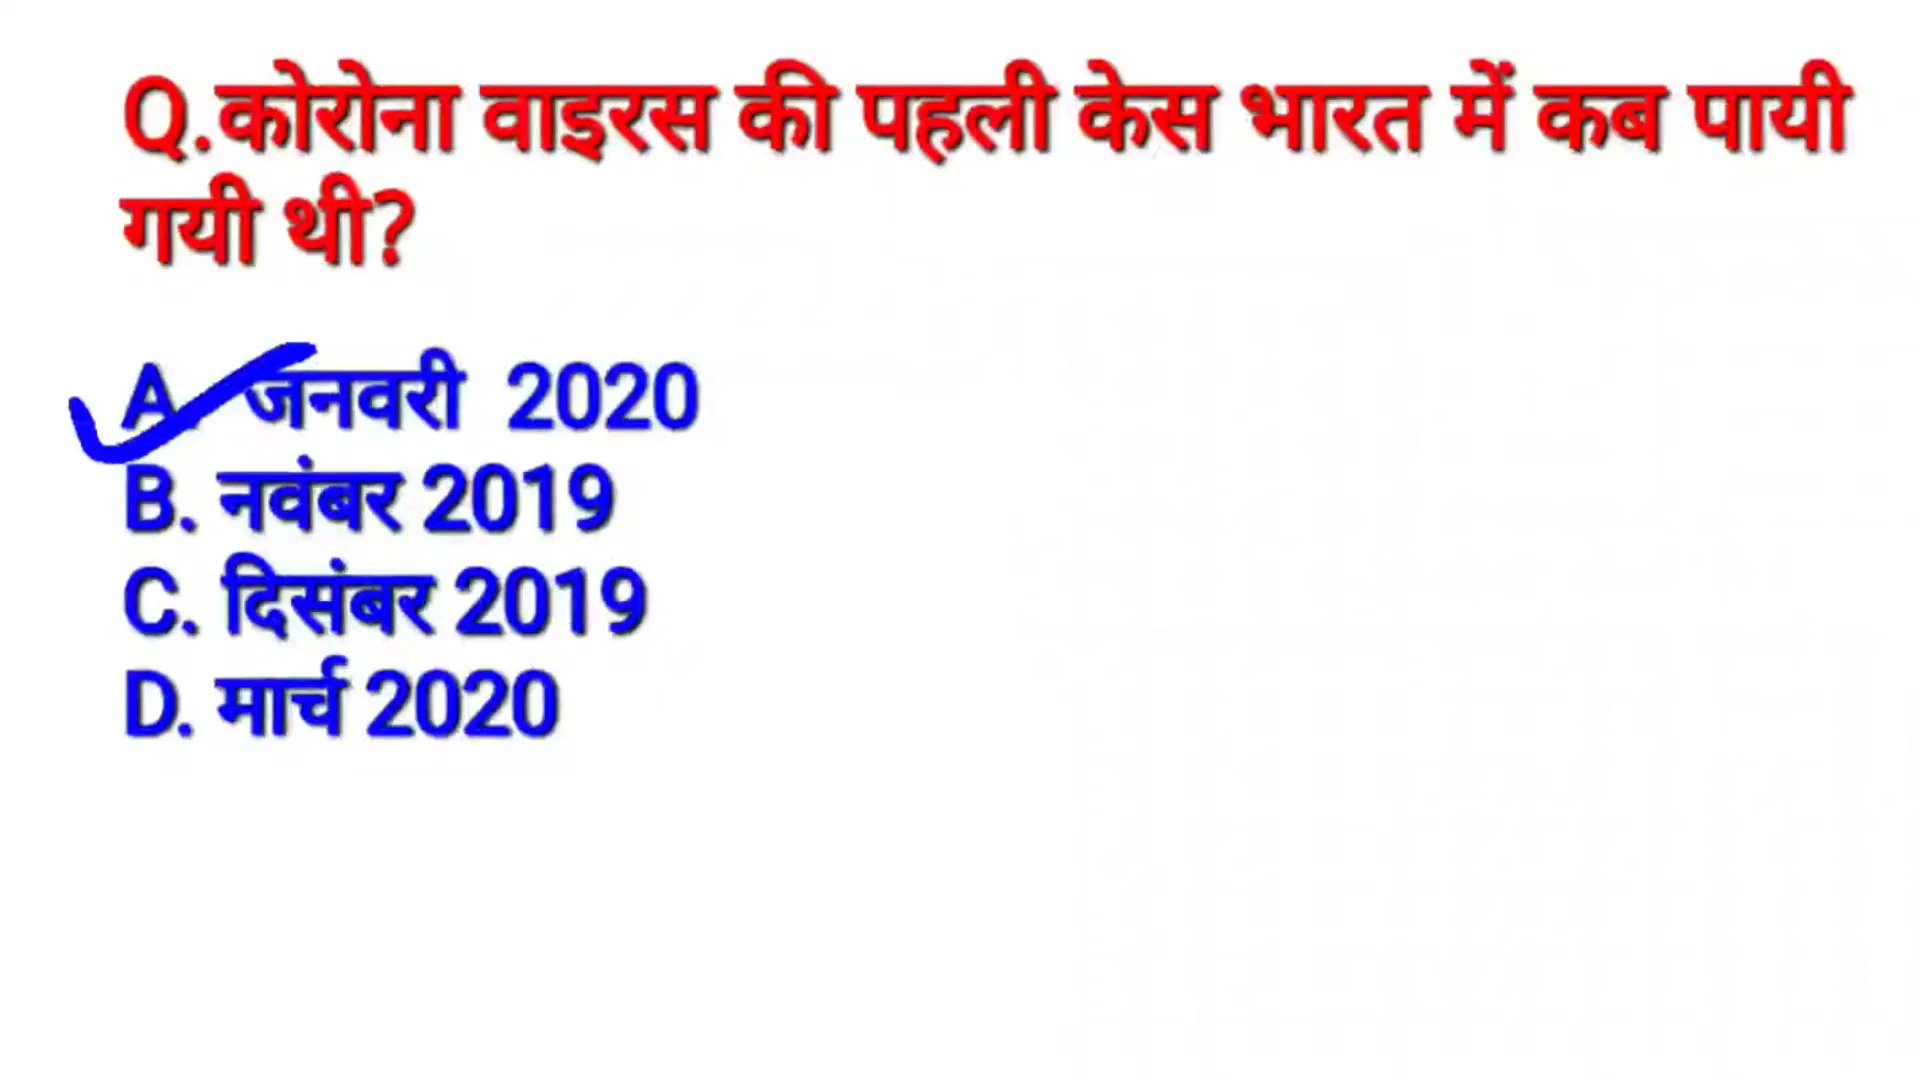 Q.कोरोना वाइरस की पहली केस भारत में कब पायी
गयी थी?
A. जनवरी 2020
B. नवंबर 2019
C. दिसंबर 2019
D. मार्च 2020